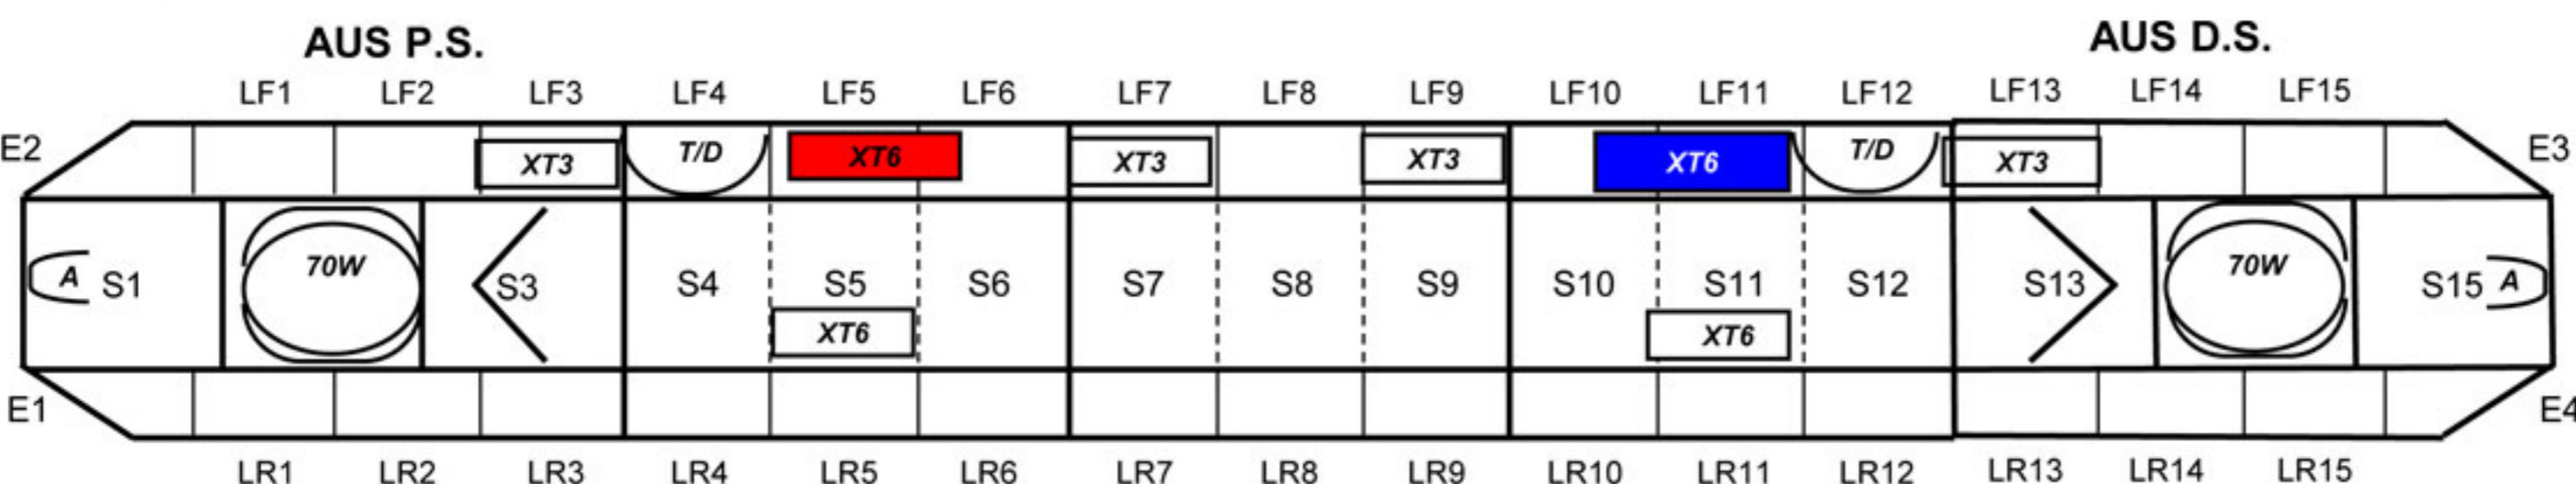 AUS P.S. AUS D.S.
LF1 LF2 LF3 LF4 LF5 LF6 LF7 LF8 LF9 LF10 LF11 LF12 LF13 LF14 LF15
E2 XT3 T/D XT6 XT3 XT3 XT6 T/D XT3 E3
A S1 70W S3 S4 S5 S6 S7 S8 S9 S10 S11 S12 S13 70W S15 A
XT6 XT6
E1 E4
LR1 LR2 LR3 LR4 LR5 LR6 LR7 LR8 LR9 LR10 LR11 LR12 LR13 LR14 LR15